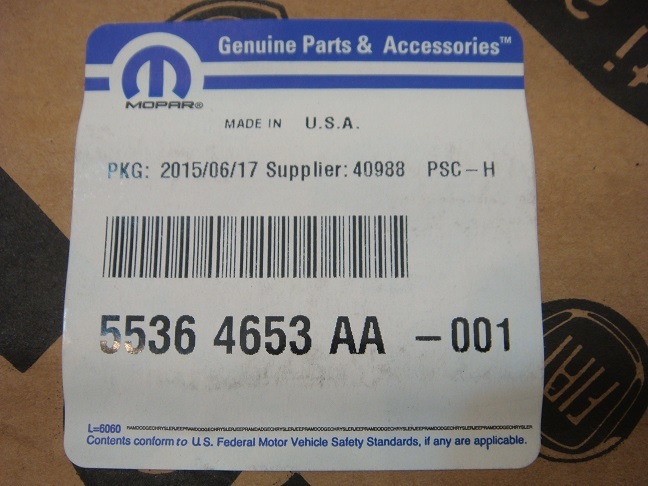 Genuine Parts & Accessories™
MOPAR®
MADE IN U.S.A.
PKG: 2015/06/17 Supplier: 40988 PSC-H
5536 4653 AA -001
L=6060
Contents conform to U.S. Federal Motor Vehicle Safety Standards, if any are applicable.
FIAT